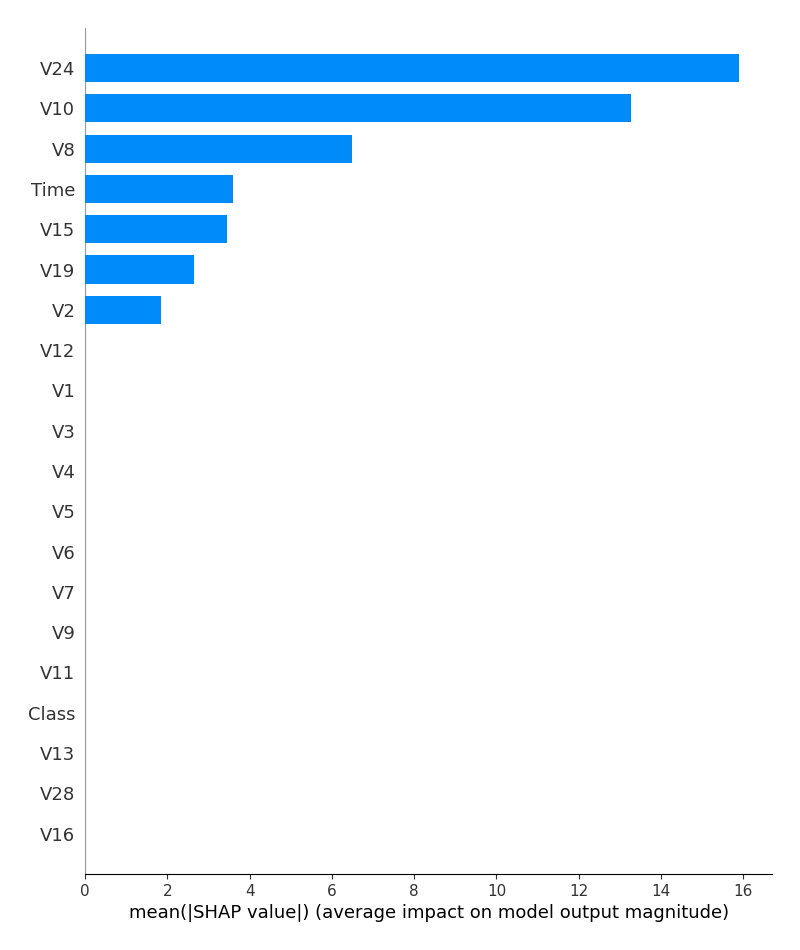 V24
V10
V8
Time
V15
V19
V2
V12
V1
V3
V4
V5
V6
V7
V9
V11
Class
V13
V28
V16
0 2 4 6 8 10 12 14 16
mean(|SHAP value|) (average impact on model output magnitude)